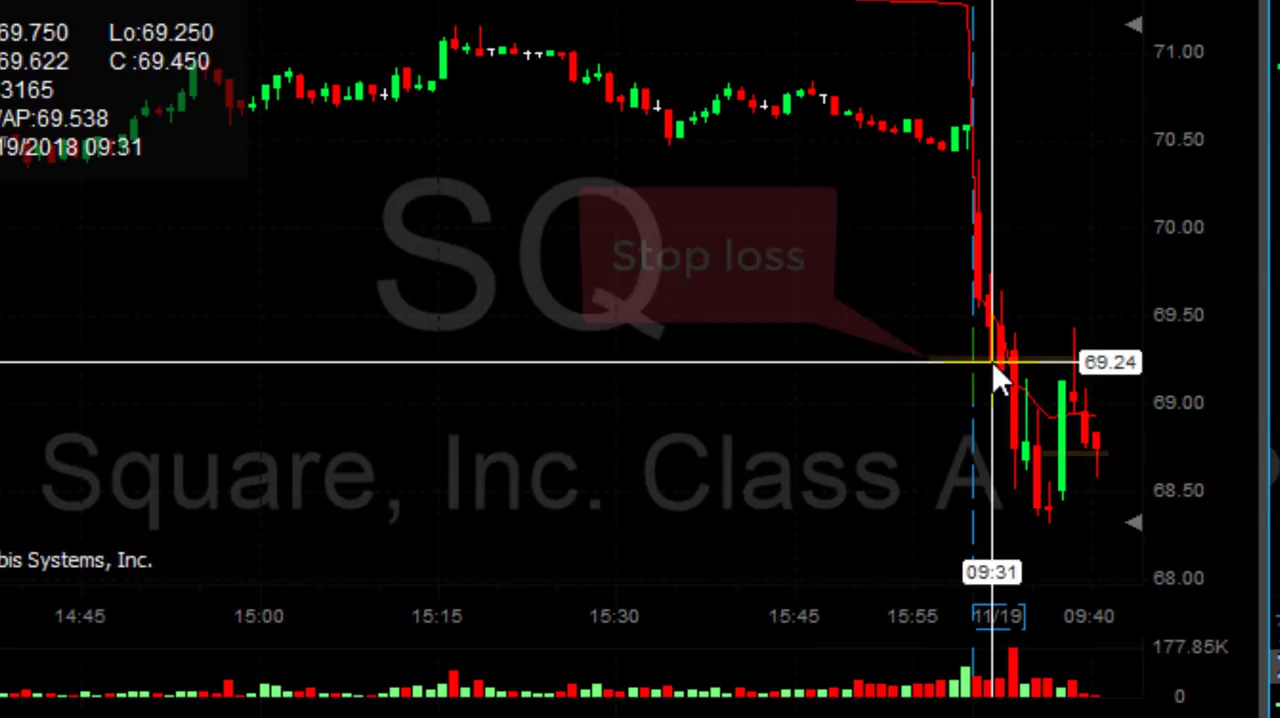 69.750 Lo:69.250
69.622 C :69.450
3165
/AP:69.538
/9/2018 09:31
71.00
70.50
70.00
69.50
69.24
69.00
68.50
68.00
SQ
Stop loss
Square, Inc. Class A
bis Systems, Inc.
09:31
14:45 15:00 15:15 15:30 15:45 15:55 11/19 09:40
177.85K
0